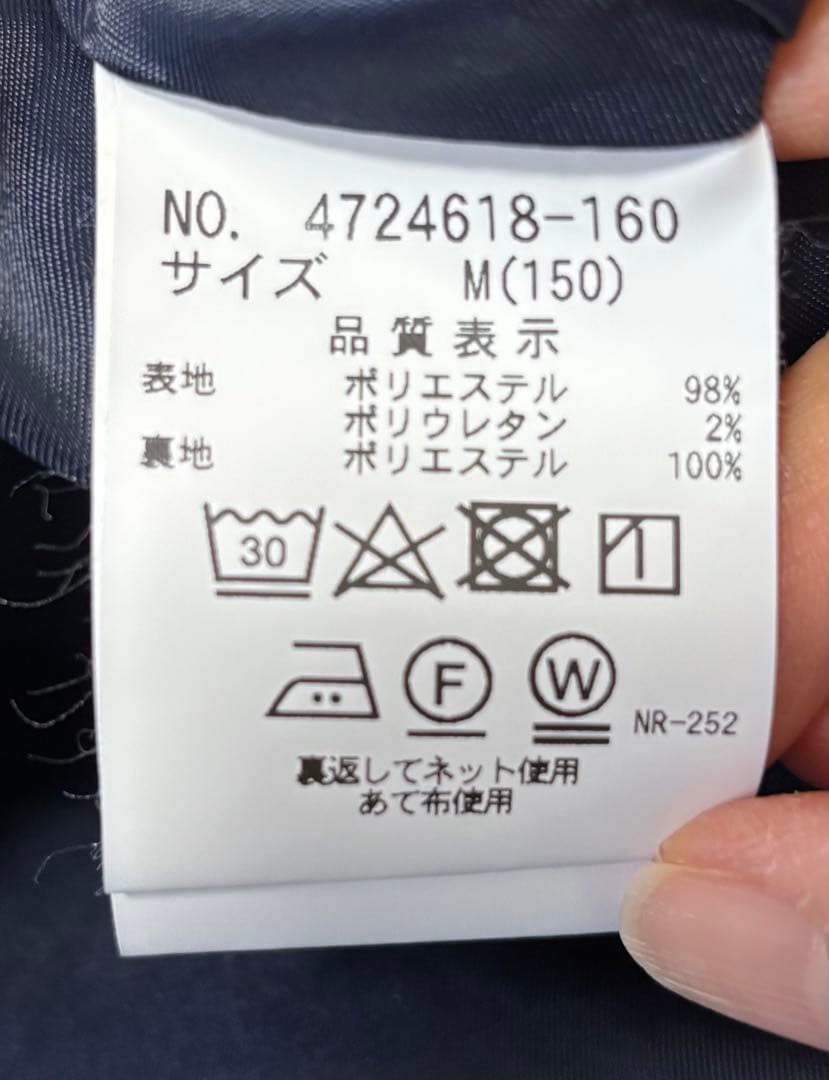 NO. 4724618-160
サイズ M(150)
品質表示
表地 ポリエステル 98%
ポリウレタン 2%
裏地 ポリエステル 100%
30
F W NR-252
裏返してネット使用
あて布使用